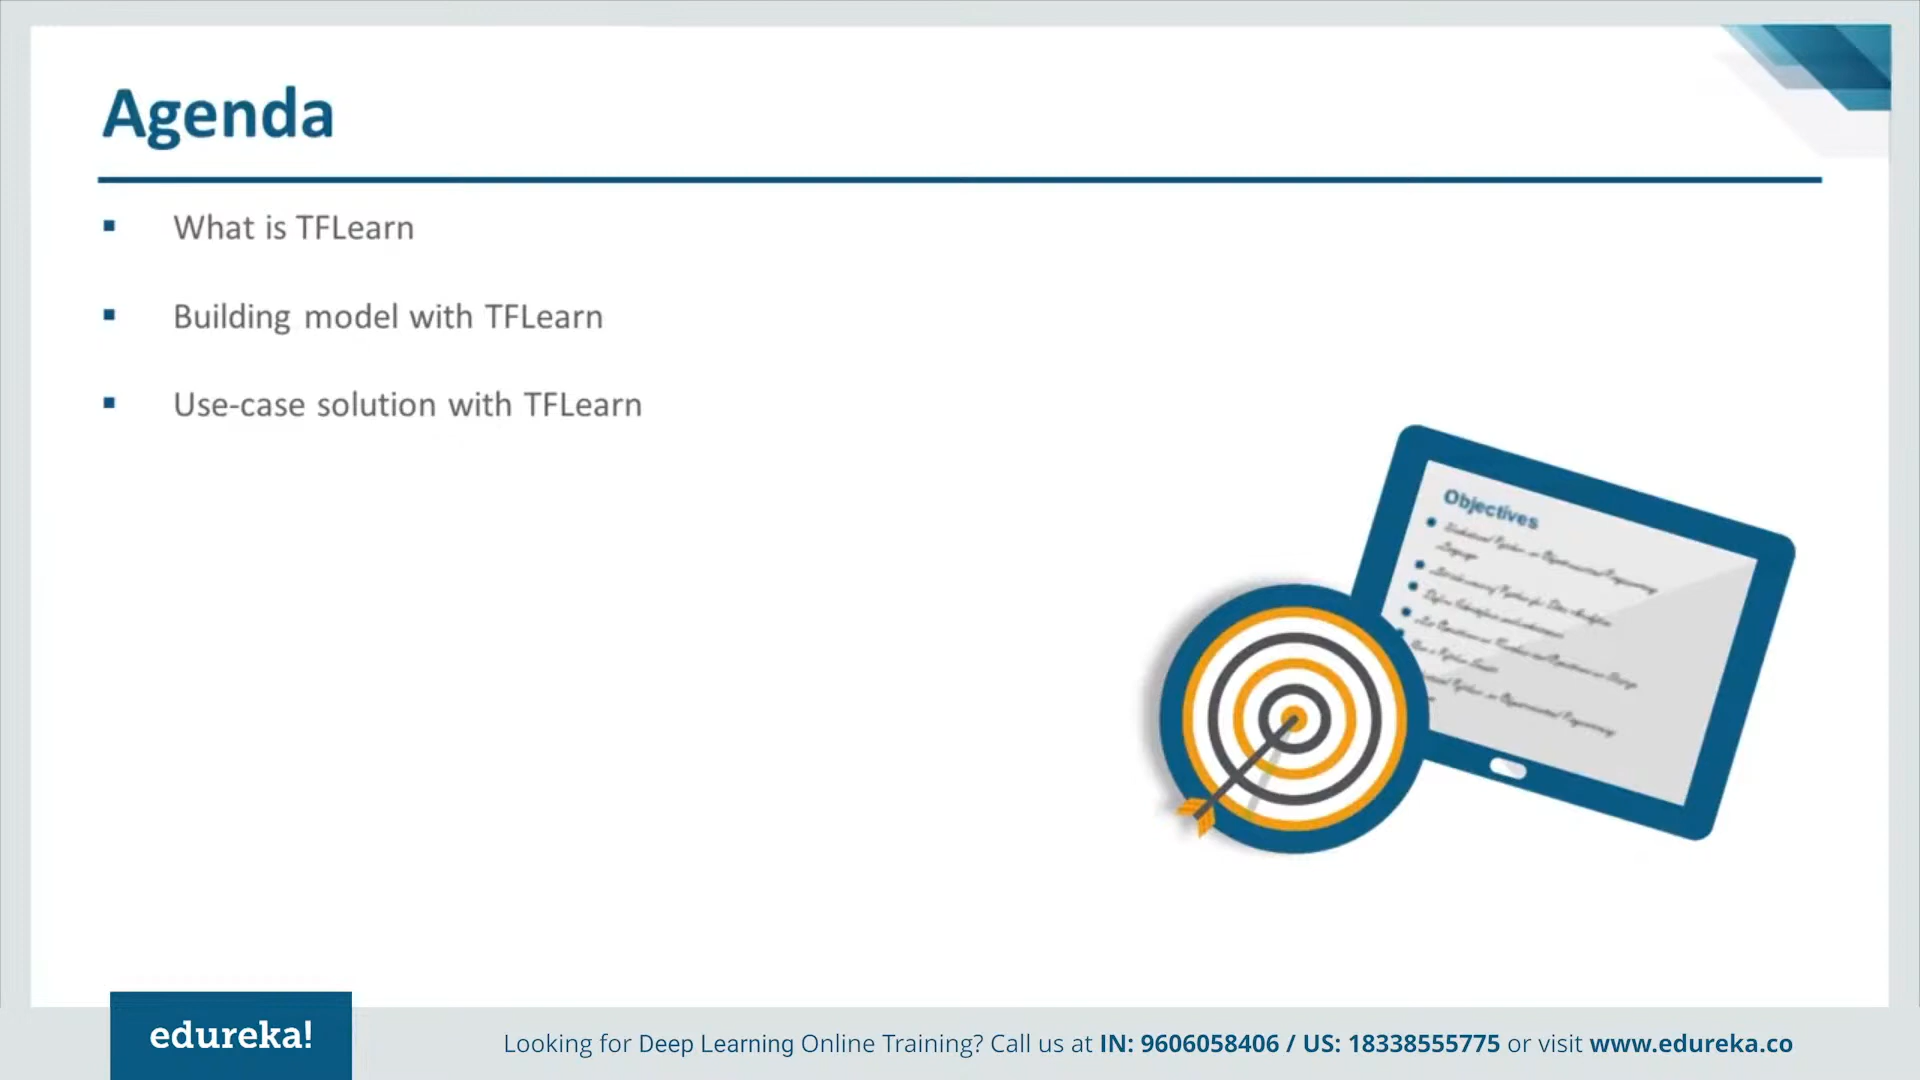 Agenda
▪ What is TFLearn
▪ Building model with TFLearn
▪ Use-case solution with TFLearn
Objectives
edureka!
Looking for Deep Learning Online Training? Call us at IN: 9606058406 / US: 18338555775 or visit www.edureka.co